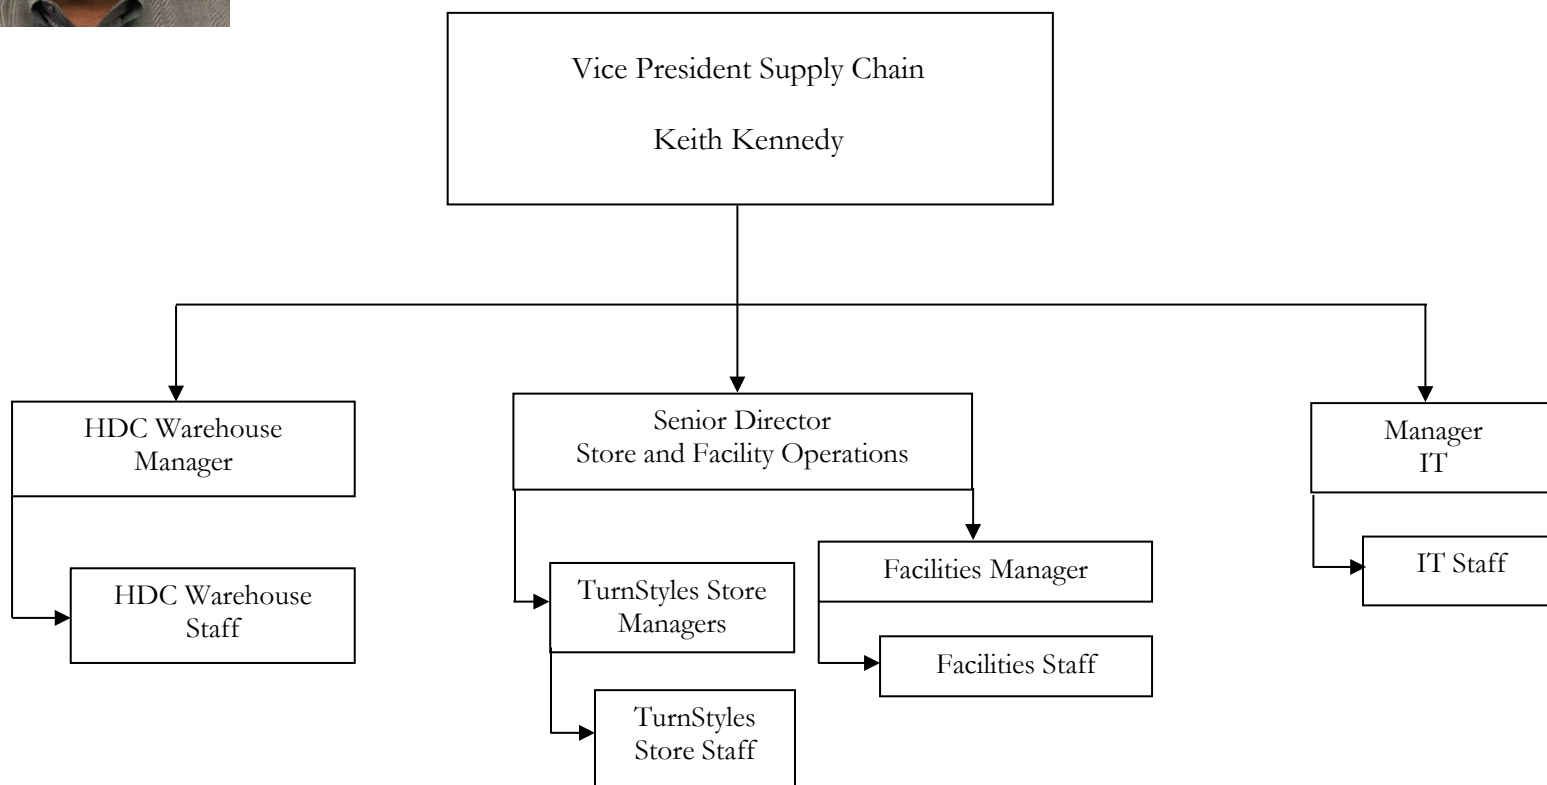 Vice President Supply Chain
Keith Kennedy
HDC Warehouse
Manager
Senior Director
Store and Facility Operations
Manager
IT
HDC Warehouse
Staff
TurnStyles Store
Managers
Facilities Manager
IT Staff
Facilities Staff
TurnStyles
Store Staff